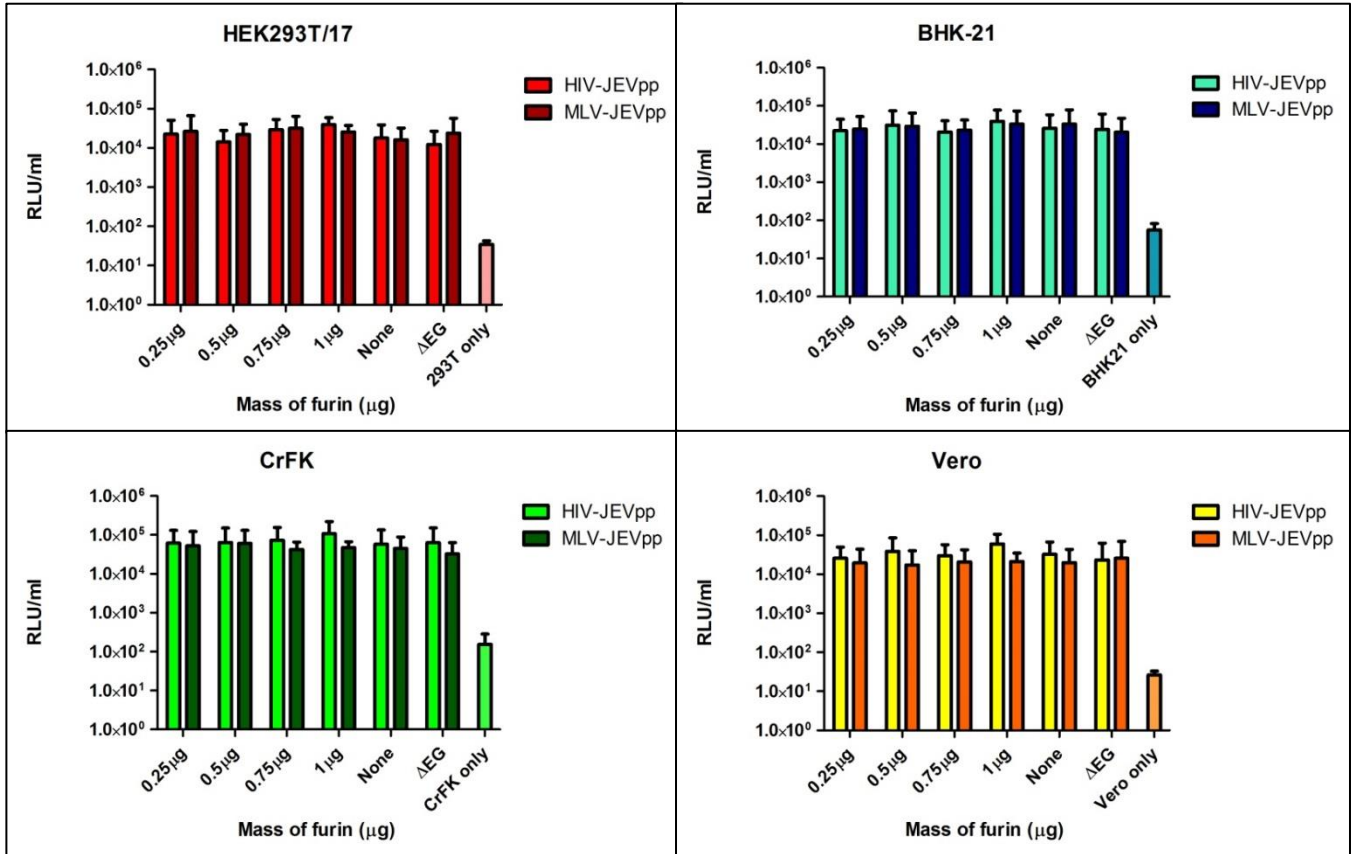 HEK293T/17
HIV-JEVpp
MLV-JEVpp
RLU/ml
1.0×10⁶
1.0×10⁵
1.0×10⁴
1.0×10³
1.0×10²
1.0×10¹
1.0×10⁰
0.25µg
0.5µg
0.75µg
1µg
None
ΔEG
293T only
Mass of furin (µg)
BHK-21
HIV-JEVpp
MLV-JEVpp
RLU/ml
1.0×10⁶
1.0×10⁵
1.0×10⁴
1.0×10³
1.0×10²
1.0×10¹
1.0×10⁰
0.25µg
0.5µg
0.75µg
1µg
None
ΔEG
BHK21 only
Mass of furin (µg)
CrFK
HIV-JEVpp
MLV-JEVpp
RLU/ml
1.0×10⁶
1.0×10⁵
1.0×10⁴
1.0×10³
1.0×10²
1.0×10¹
1.0×10⁰
0.25µg
0.5µg
0.75µg
1µg
None
ΔEG
CrFK only
Mass of furin (µg)
Vero
HIV-JEVpp
MLV-JEVpp
RLU/ml
1.0×10⁶
1.0×10⁵
1.0×10⁴
1.0×10³
1.0×10²
1.0×10¹
1.0×10⁰
0.25µg
0.5µg
0.75µg
1µg
None
ΔEG
Vero only
Mass of furin (µg)